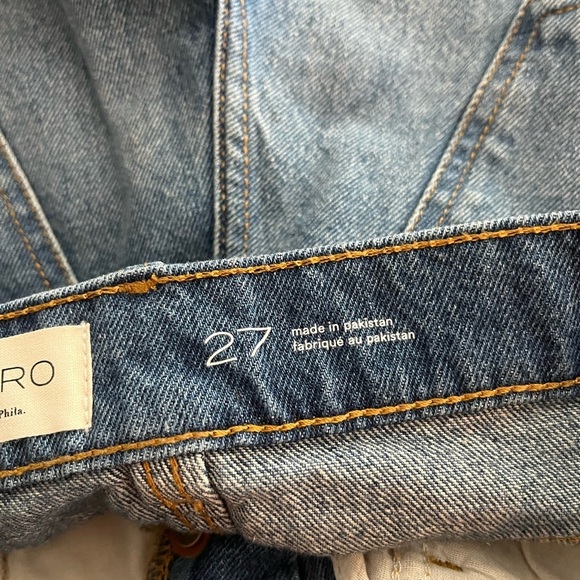 RO
Phila.
27
made in pakistan
fabriqué au pakistan